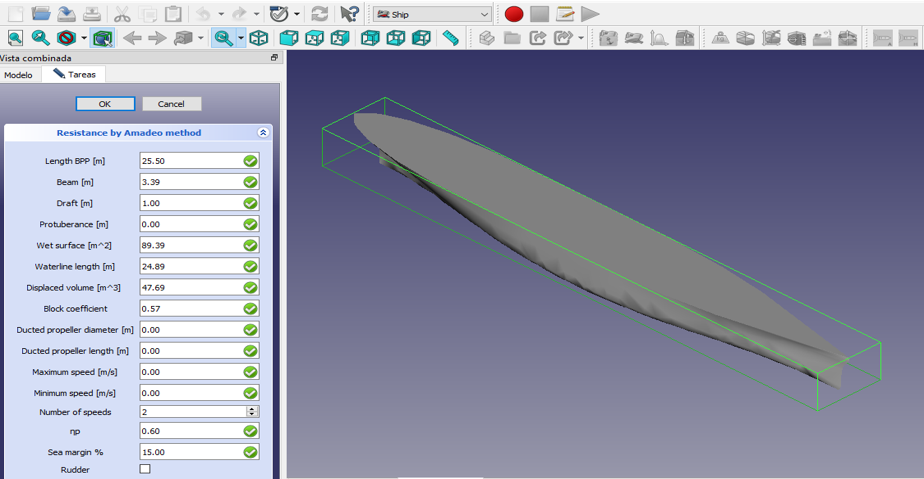 Ship
Vista combinada
Modelo
Tareas
OK
Cancel
Resistance by Amadeo method
Length BPP [m] 25.50
Beam [m] 3.39
Draft [m] 1.00
Protuberance [m] 0.00
Wet surface [m^2] 89.39
Waterline length [m] 24.89
Displaced volume [m^3] 47.69
Block coefficient 0.57
Ducted propeller diameter [m] 0.00
Ducted propeller length [m] 0.00
Maximum speed [m/s] 0.00
Minimum speed [m/s] 0.00
Number of speeds 2
ηp 0.60
Sea margin % 15.00
Rudder